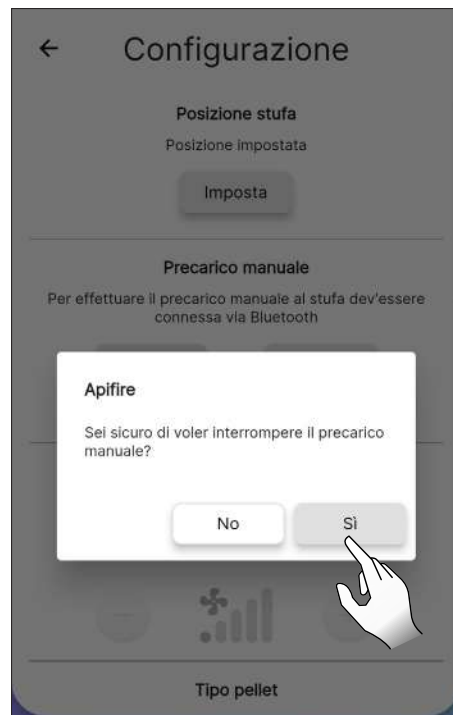 Configurazione
Posizione stufa
Posizione impostata
Imposta
Precarico manuale
Per effettuare il precarico manuale al stufa dev'essere
connessa via Bluetooth
Apifire
Sei sicuro di voler interrompere il precarico
manuale?
No
Sì
Tipo pellet